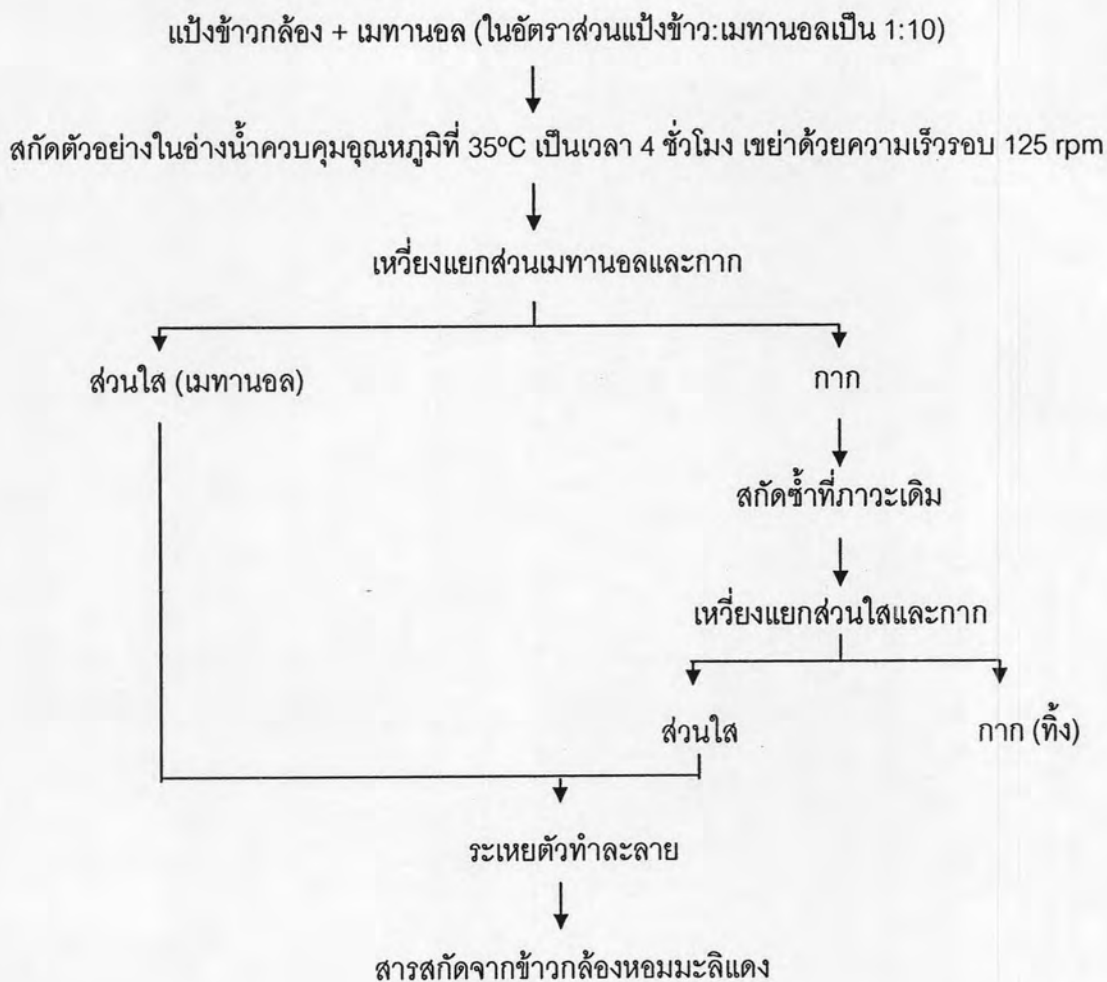 แป้งข้าวกล้อง + เมทานอล (ในอัตราส่วนแป้งข้าว:เมทานอลเป็น 1:10)
สกัดตัวอย่างในอ่างน้ำควบคุมอุณหภูมิที่ 35ºC เป็นเวลา 4 ชั่วโมง เขย่าด้วยความเร็วรอบ 125 rpm
เหวี่ยงแยกส่วนเมทานอลและกาก
ส่วนใส (เมทานอล)
กาก
สกัดซ้ำที่ภาวะเดิม
เหวี่ยงแยกส่วนใสและกาก
ส่วนใส
กาก (ทิ้ง)
ระเหยตัวทำละลาย
สารสกัดจากข้าวกล้องหอมมะลิแดง